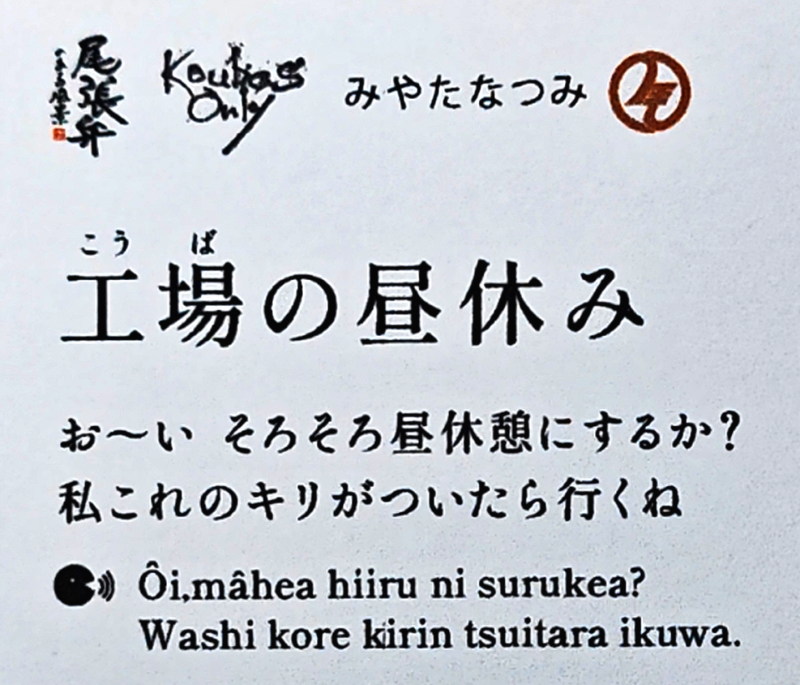 尾張弁
Koubas Only
みやたなつみ
こうば
工場の昼休み
お〜い そろそろ昼休憩にするか?
私これのキリがついたら行くね
Ôi,mâhea hiiru ni surukea?
Washi kore kirin tsuitara ikuwa.